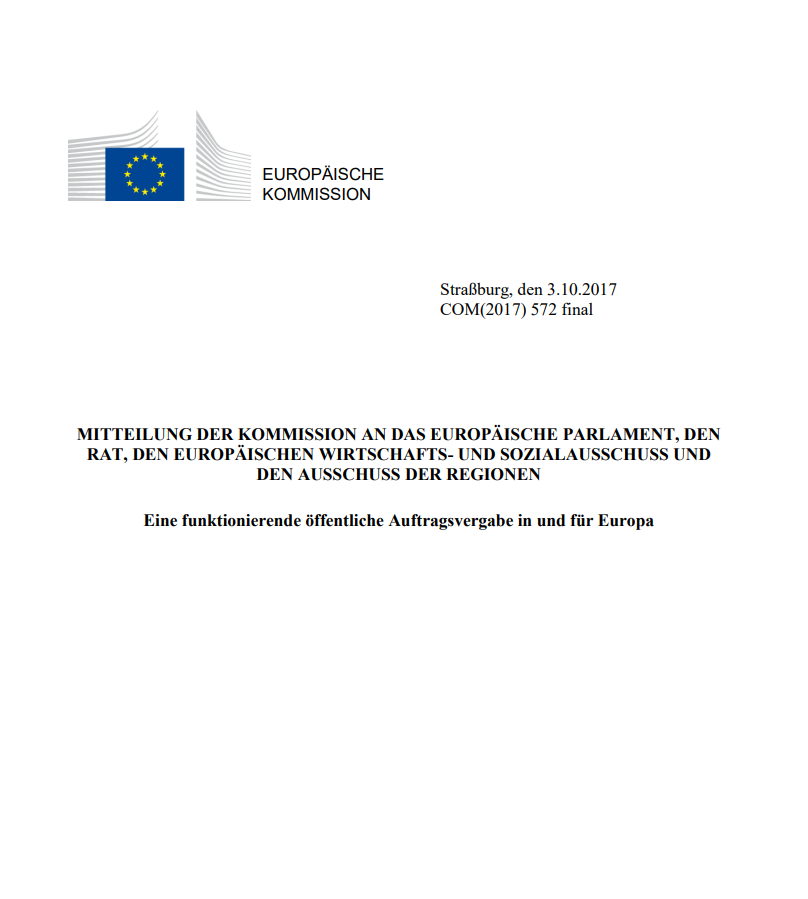 EUROPÄISCHE
KOMMISSION
Straßburg, den 3.10.2017
COM(2017) 572 final
MITTEILUNG DER KOMMISSION AN DAS EUROPÄISCHE PARLAMENT, DEN
RAT, DEN EUROPÄISCHEN WIRTSCHAFTS- UND SOZIALAUSSCHUSS UND
DEN AUSSCHUSS DER REGIONEN
Eine funktionierende öffentliche Auftragsvergabe in und für Europa